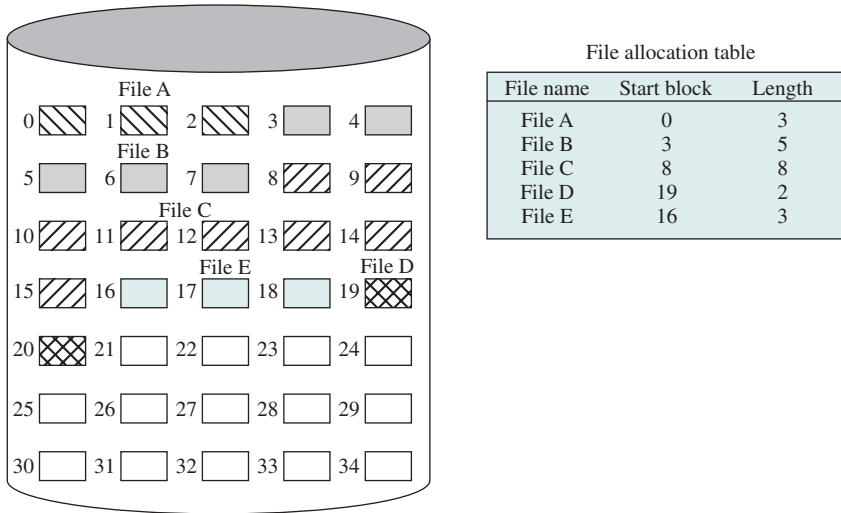 File A
0 1 2 3 4
File B
5 6 7 8 9
File C
10 11 12 13 14
File E File D
15 16 17 18 19
20 21 22 23 24
25 26 27 28 29
30 31 32 33 34
File allocation table
File name Start block Length
File A 0 3
File B 3 5
File C 8 8
File D 19 2
File E 16 3